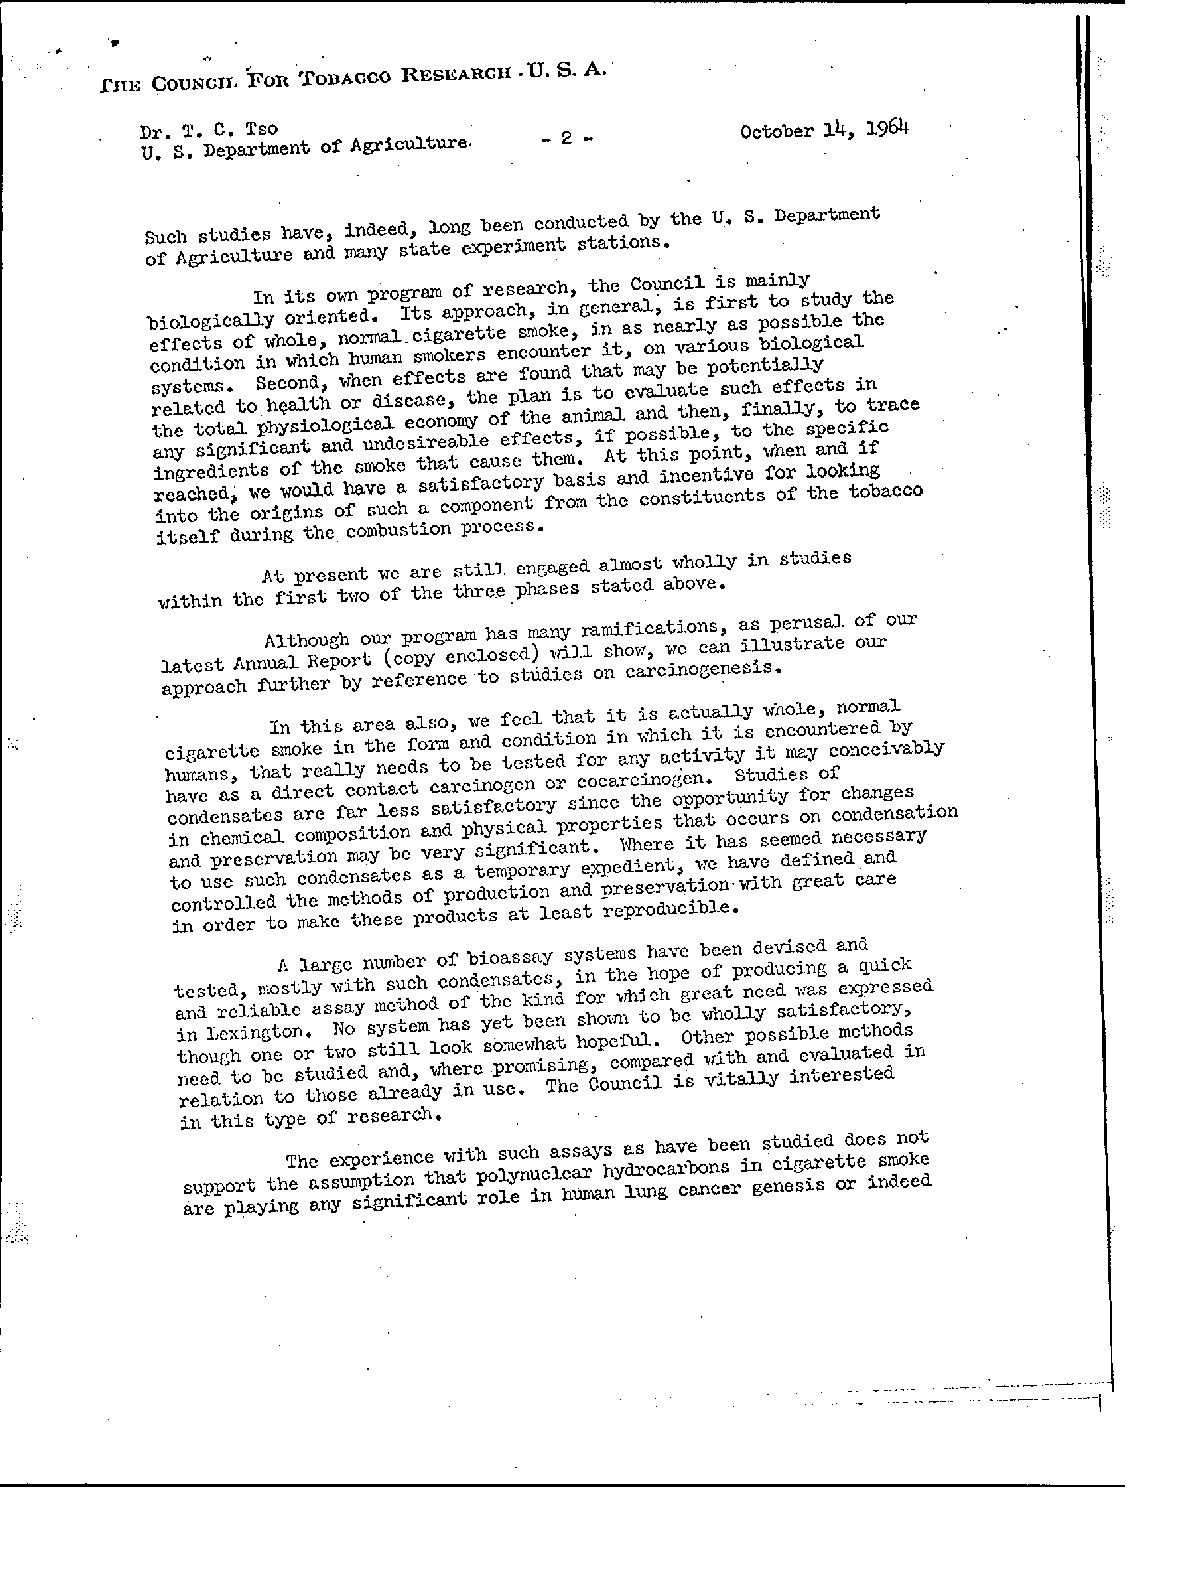 THE COUNCIL FOR TOBACCO RESEARCH - U. S. A.
Dr. T. C. Tso
U. S. Department of Agriculture
- 2 -
October 14, 1964
Such studies have, indeed, long been conducted by the U. S. Department
of Agriculture and many state experiment stations.
In its own program of research, the Council is mainly
biologically oriented. Its approach, in general, is first to study the
effects of whole, normal cigarette smoke, in as nearly as possible the
condition in which human smokers encounter it, on various biological
systems. Second, when effects are found that may be potentially
related to health or disease, the plan is to evaluate such effects in
the total physiological economy of the animal and then, finally, to trace
any significant and undesireable effects, if possible, to the specific
ingredients of the smoke that cause them. At this point, when and if
reached, we would have a satisfactory basis and incentive for looking
into the origins of such a component from the constituents of the tobacco
itself during the combustion process.
At present we are still engaged almost wholly in studies
within the first two of the three phases stated above.
Although our program has many ramifications, as perusal of our
latest Annual Report (copy enclosed) will show, we can illustrate our
approach further by reference to studies on carcinogenesis.
In this area also, we feel that it is actually whole, normal
cigarette smoke in the form and condition in which it is encountered by
humans, that really needs to be tested for any activity it may conceivably
have as a direct contact carcinogen or cocarcinogen. Studies of
condensates are far less satisfactory since the opportunity for changes
in chemical composition and physical properties that occurs on condensation
and preservation may be very significant. Where it has seemed necessary
to use such condensates as a temporary expedient, we have defined and
controlled the methods of production and preservation with great care
in order to make these products at least reproducible.
A large number of bioassay systems have been devised and
tested, mostly with such condensates, in the hope of producing a quick
and reliable assay method of the kind for which great need was expressed
in Lexington. No system has yet been shown to be wholly satisfactory,
though one or two still look somewhat hopeful. Other possible methods
need to be studied and, where promising, compared with and evaluated in
relation to those already in use. The Council is vitally interested
in this type of research.
The experience with such assays as have been studied does not
support the assumption that polynuclear hydrocarbons in cigarette smoke
are playing any significant role in human lung cancer genesis or indeed